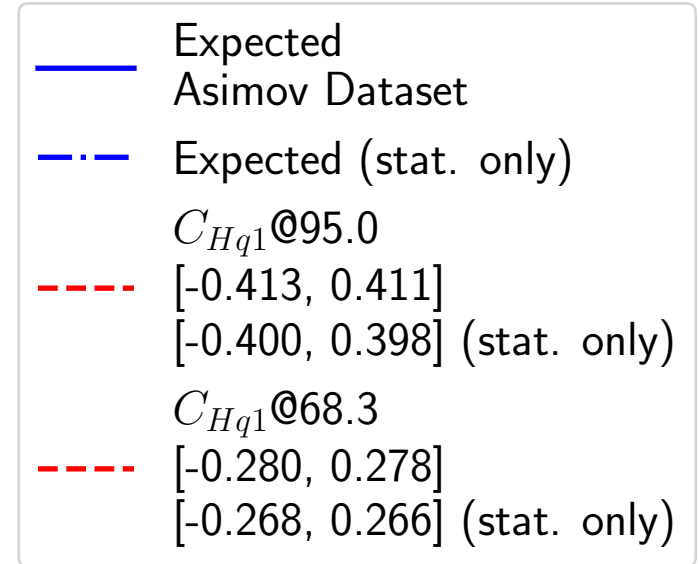 Expected
Asimov Dataset
Expected (stat. only)
$C_{Hq1}$@95.0
[-0.413, 0.411]
[-0.400, 0.398] (stat. only)
$C_{Hq1}$@68.3
[-0.280, 0.278]
[-0.268, 0.266] (stat. only)